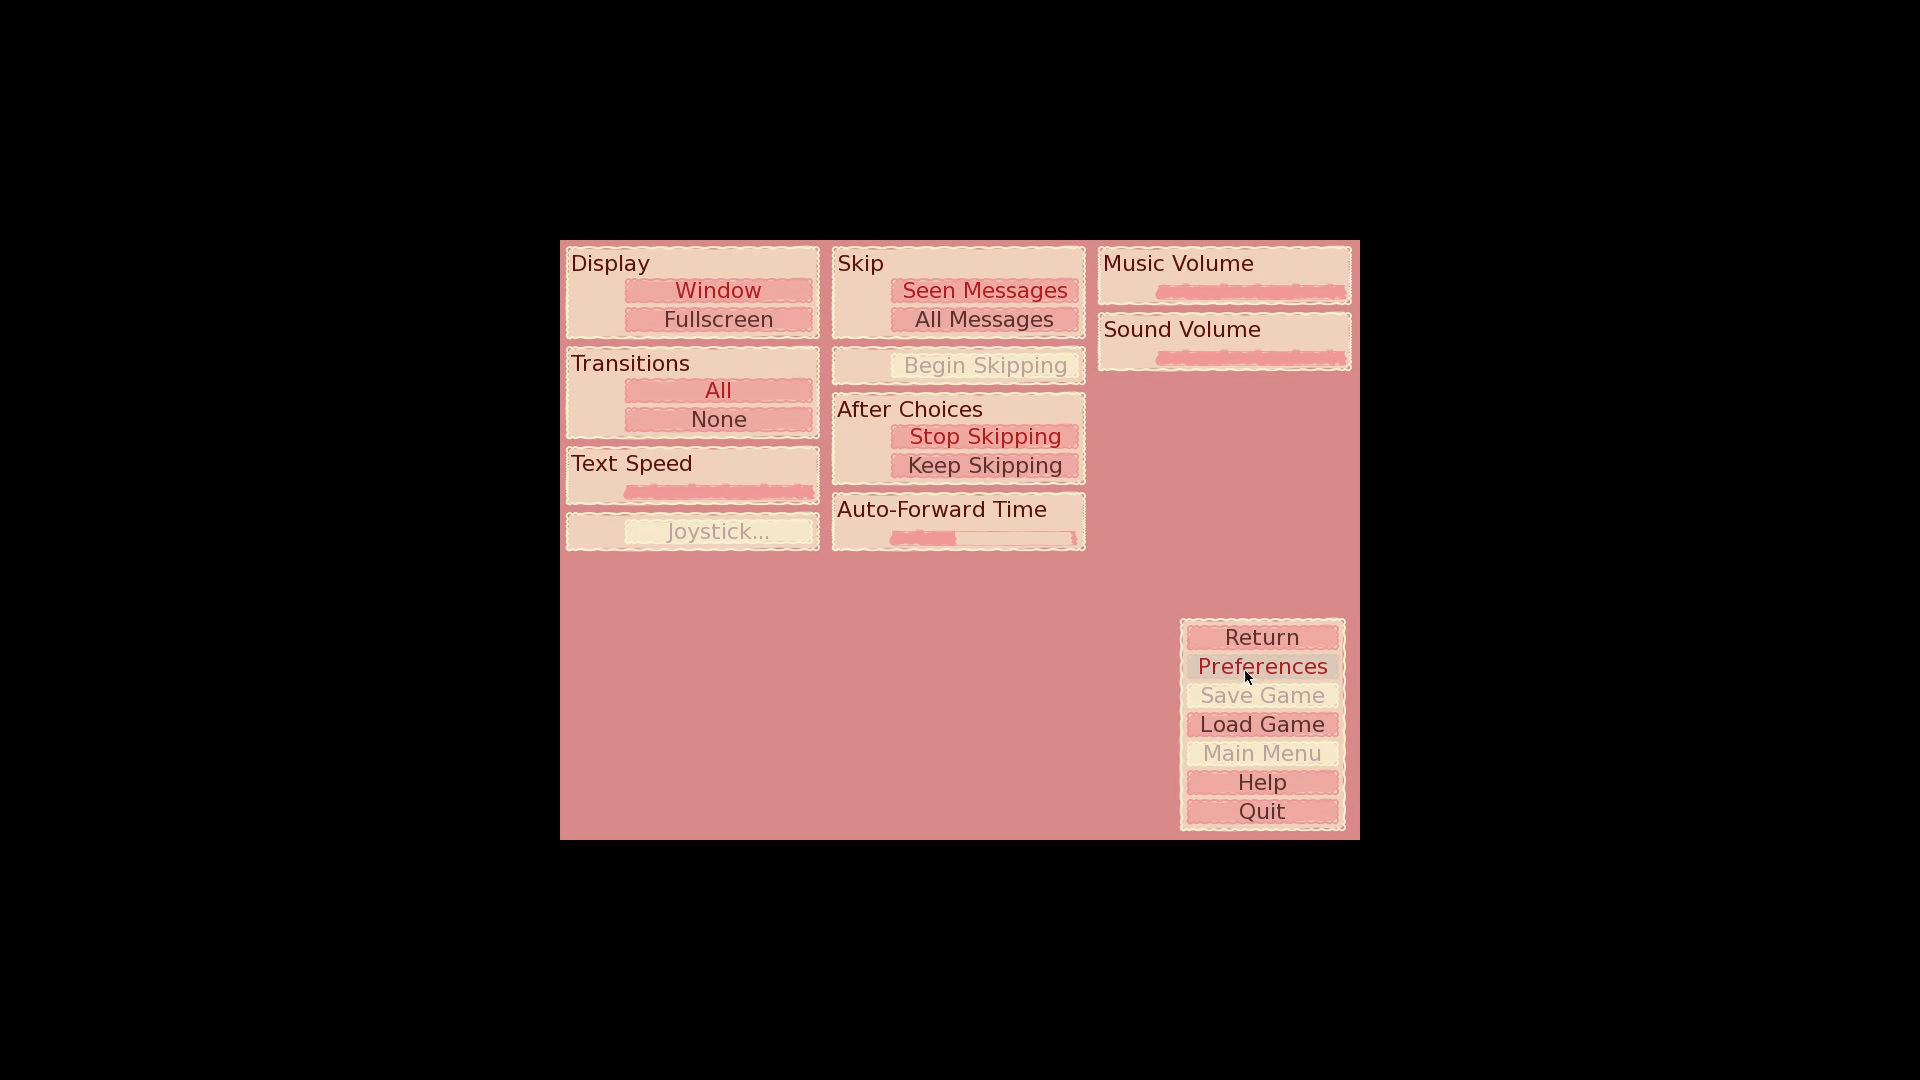 Display
Window
Fullscreen
Transitions
All
None
Text Speed
Joystick...
Skip
Seen Messages
All Messages
Begin Skipping
After Choices
Stop Skipping
Keep Skipping
Auto-Forward Time
Music Volume
Sound Volume
Return
Preferences
Save Game
Load Game
Main Menu
Help
Quit